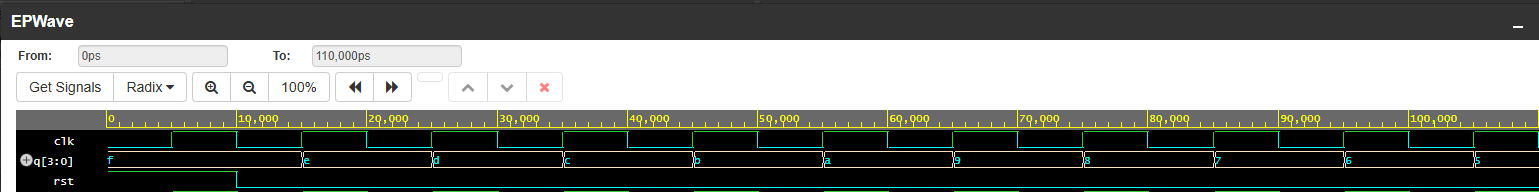 EPWave
From: 0ps To: 110,000ps
Get Signals Radix 100%
0 10,000 20,000 30,000 40,000 50,000 60,000 70,000 80,000 90,000 100,000
clk
q[3:0] f e d c b a 9 8 7 6 5
rst